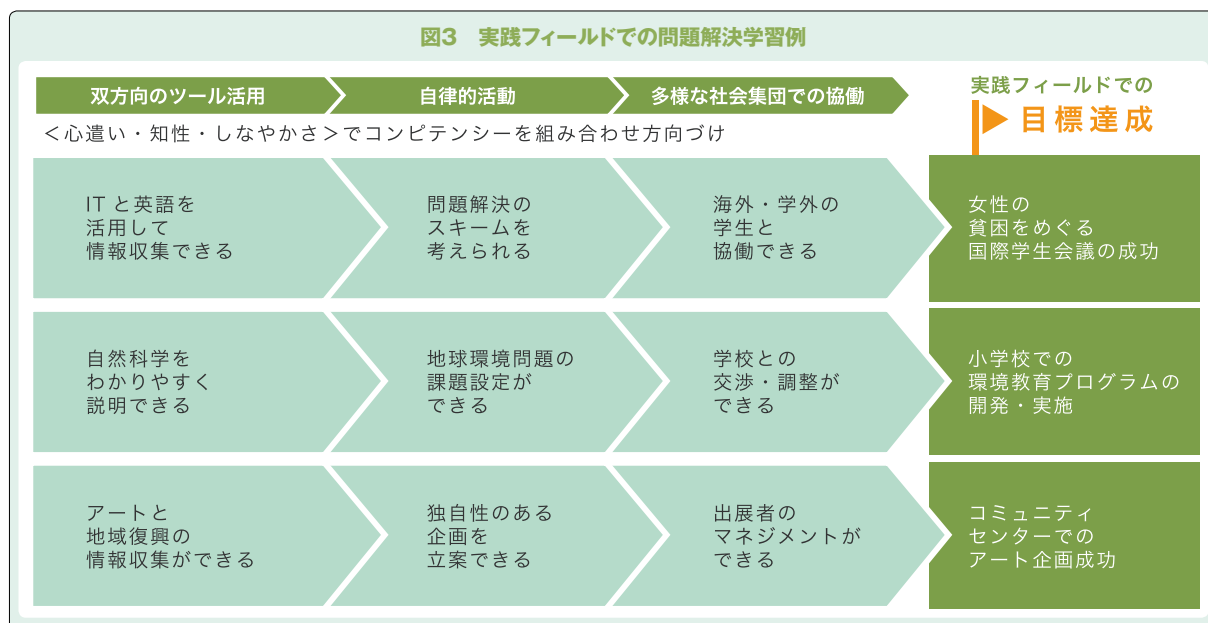 図3 実践フィールドでの問題解決学習例
双方向のツール活用
自律的活動
多様な社会集団での協働
実践フィールドでの
目標達成
＜心遣い・知性・しなやかさ＞でコンピテンシーを組み合わせ方向づけ
ITと英語を
活用して
情報収集できる
問題解決の
スキームを
考えられる
海外・学外の
学生と
協働できる
女性の
貧困をめぐる
国際学生会議の成功
自然科学を
わかりやすく
説明できる
地球環境問題の
課題設定が
できる
学校との
交渉・調整が
できる
小学校での
環境教育プログラムの
開発・実施
アートと
地域復興の
情報収集ができる
独自性のある
企画を
立案できる
出展者の
マネジメントが
できる
コミュニティ
センターでの
アート企画成功